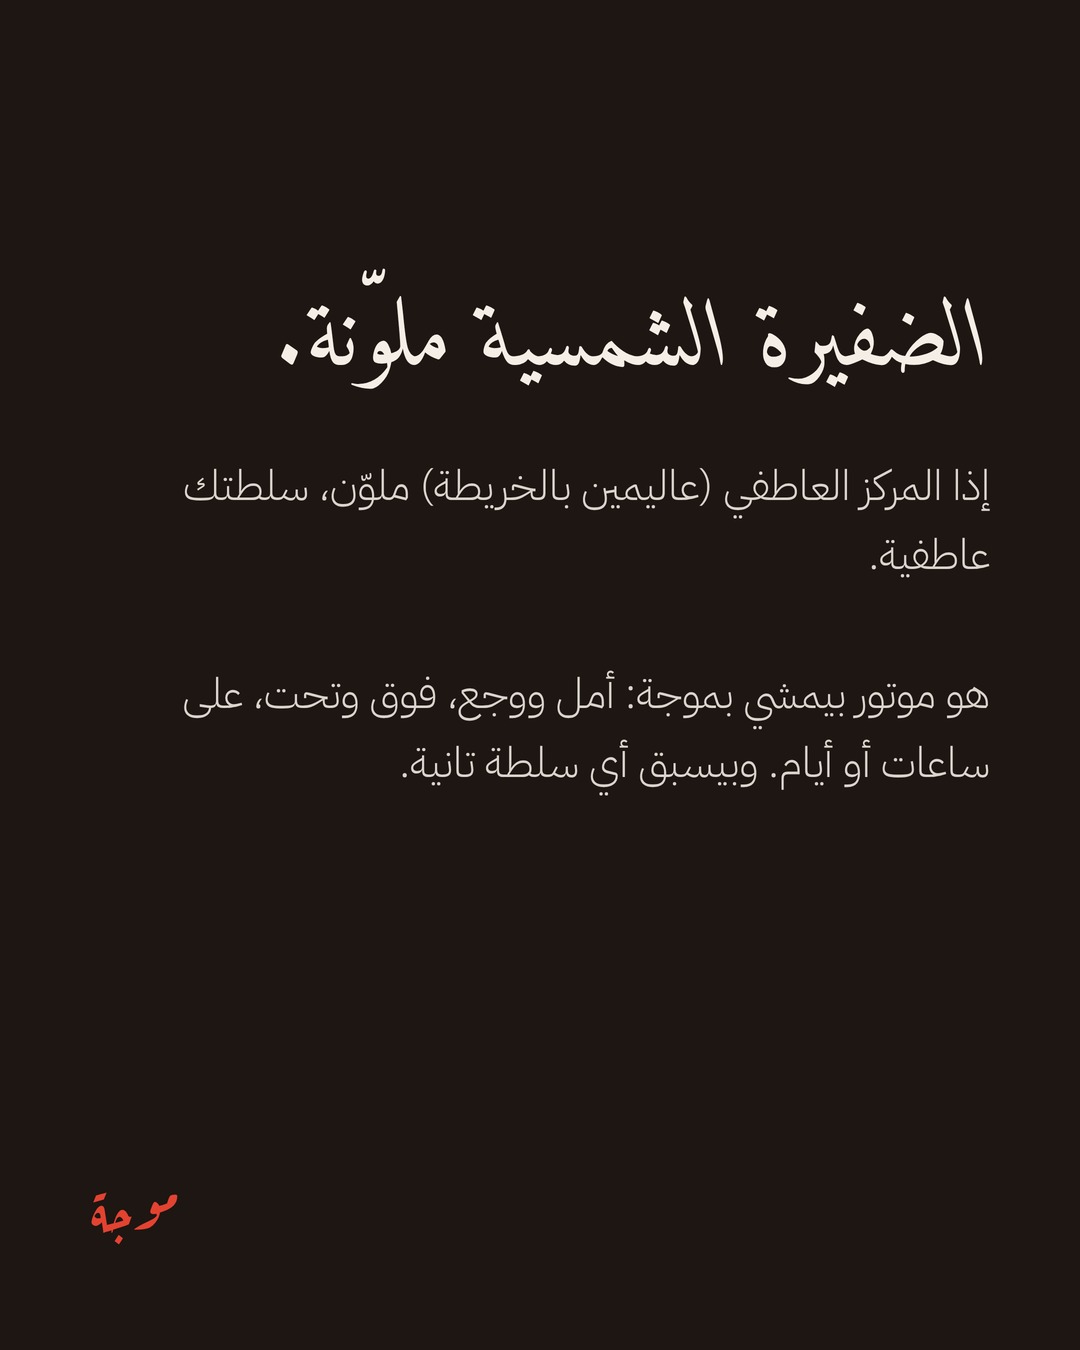 الضفيرة الشمسية ملوّنة.
إذا المركز العاطفي (عاليمين بالخريطة) ملوّن، سلطتك
عاطفية.
هو موتور بيمشي بموجة: أمل ووجع، فوق وتحت، على
ساعات أو أيام. وبيسبق أي سلطة تانية.
موجة